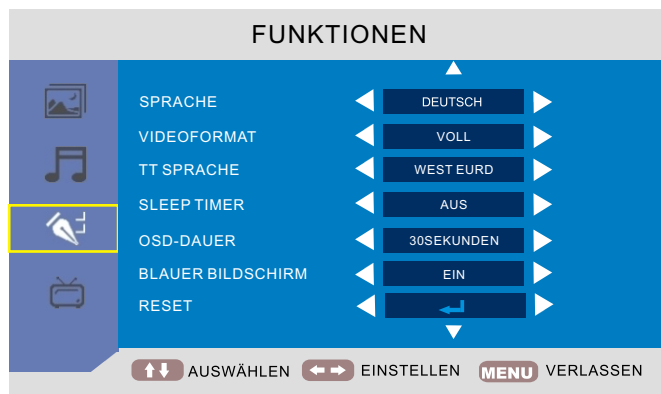 FUNKTIONEN
SPRACHE DEUTSCH
VIDEOFORMAT VOLL
TT SPRACHE WEST EURD
SLEEP TIMER AUS
OSD-DAUER 30SEKUNDEN
BLAUER BILDSCHIRM EIN
RESET
AUSWÄHLEN EINSTELLEN MENU VERLASSEN